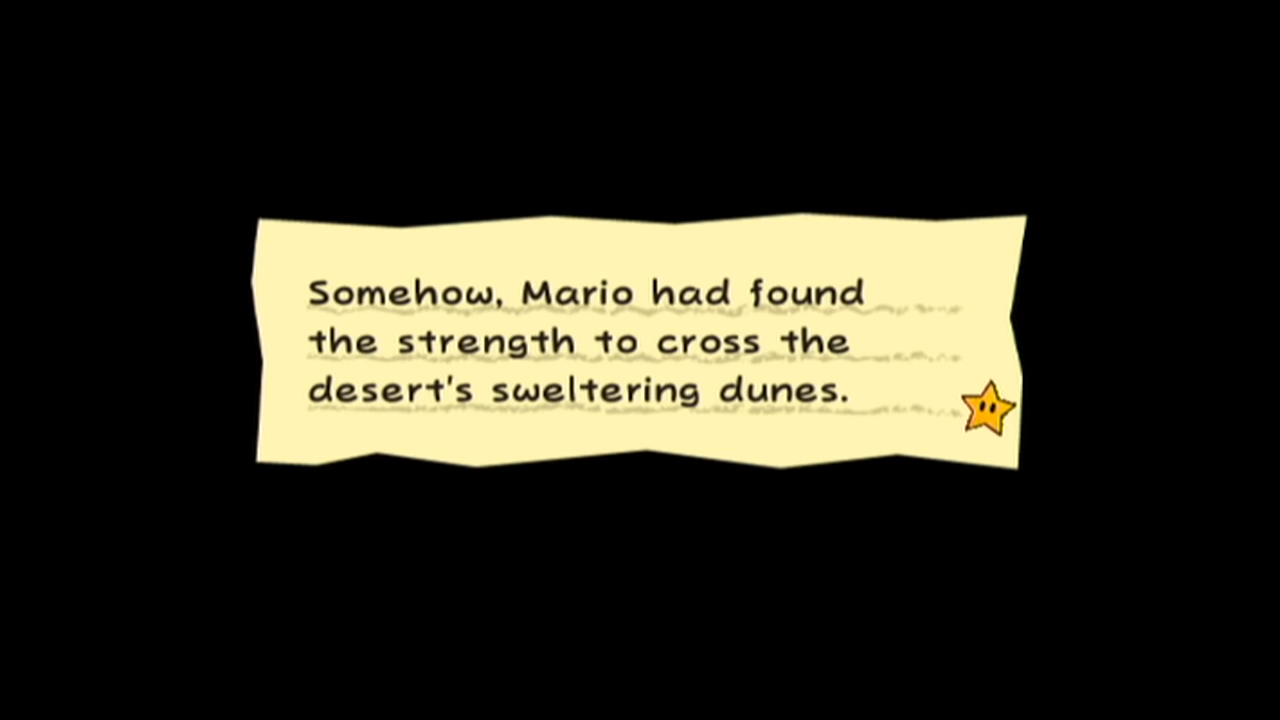 Somehow, Mario had found
the strength to cross the
desert's sweltering dunes.